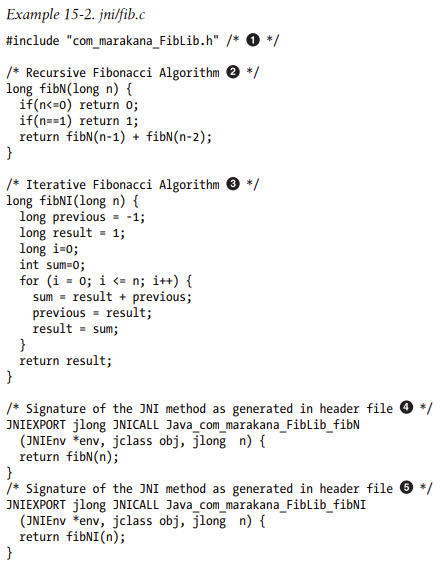 Example 15-2. jni/fib.c
#include "com_marakana_FibLib.h" /* ❶ */
/* Recursive Fibonacci Algorithm ❷ */
long fibN(long n) {
  if(n<=0) return 0;
  if(n==1) return 1;
  return fibN(n-1) + fibN(n-2);
}
/* Iterative Fibonacci Algorithm ❸ */
long fibNI(long n) {
  long previous = -1;
  long result = 1;
  long i=0;
  int sum=0;
  for (i = 0; i <= n; i++) {
    sum = result + previous;
    previous = result;
    result = sum;
  }
  return result;
}
/* Signature of the JNI method as generated in header file ❹ */
JNIEXPORT jlong JNICALL Java_com_marakana_FibLib_fibN
  (JNIEnv *env, jclass obj, jlong  n) {
  return fibN(n);
}
/* Signature of the JNI method as generated in header file ❺ */
JNIEXPORT jlong JNICALL Java_com_marakana_FibLib_fibNI
  (JNIEnv *env, jclass obj, jlong  n) {
  return fibNI(n);
}